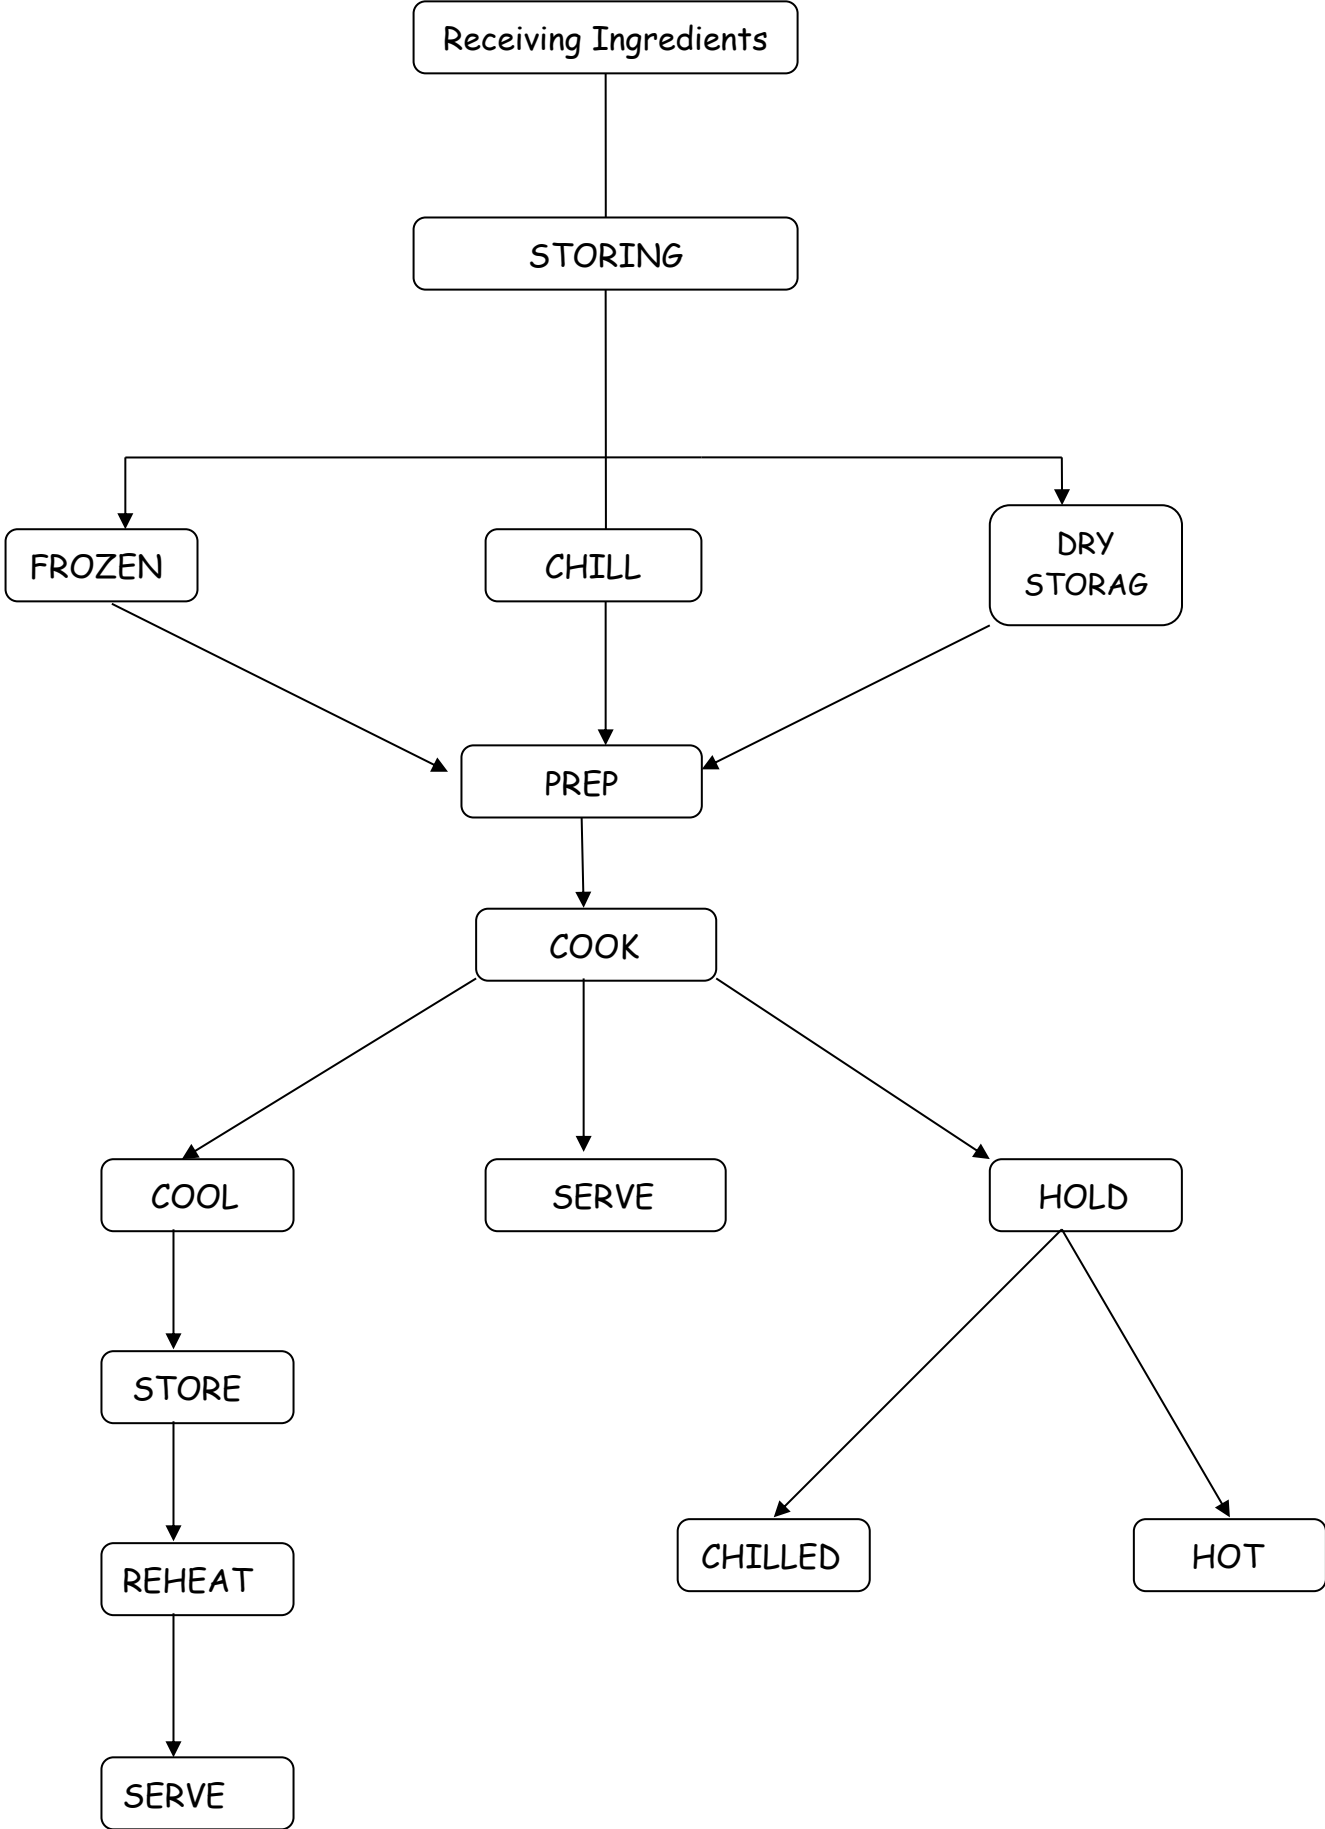 Receiving Ingredients
STORING
FROZEN
CHILL
DRY
STORAG
PREP
COOK
COOL
SERVE
HOLD
STORE
REHEAT
CHILLED
HOT
SERVE